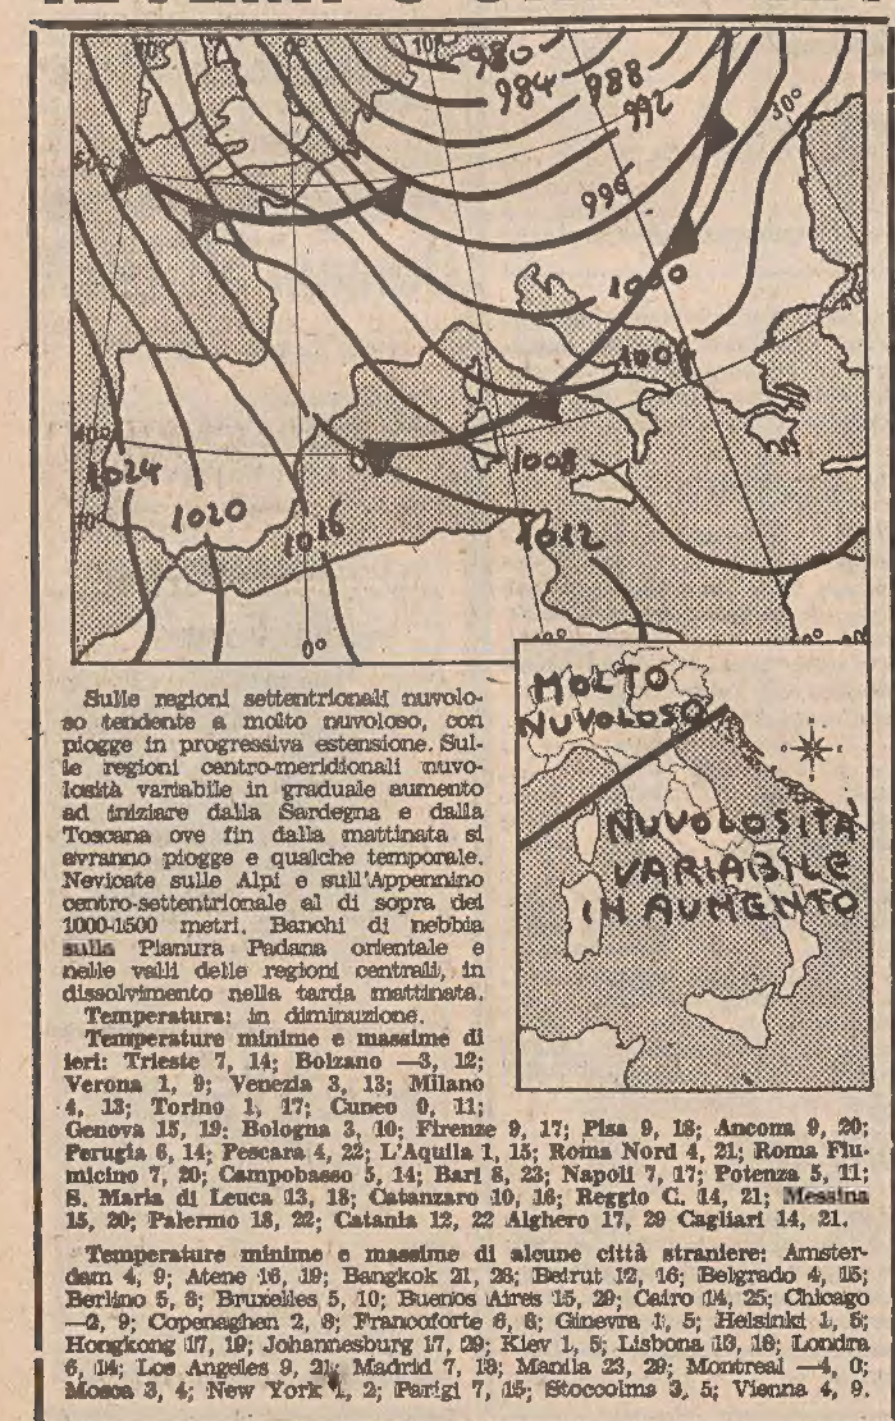 10°
0°
10°
980
984
988
992
30°
50°
996
1000
40°
1004
40°
1008
1024
1020
1016
1012
10°
0°
10°
MOLTO
NUVOLOSO
NUVOLOSITÀ
VARIABILE
IN AUMENTO
Sulle regioni settentrionali nuvolo-
so tendente a molto nuvoloso, con
piogge in progressiva estensione. Sul-
le regioni centro-meridionali nuvo-
losità variabile in graduale aumento
ad iniziare dalla Sardegna e dalla
Toscana ove fin dalla mattinata si
avranno piogge e qualche temporale.
Nevicate sulle Alpi e sull'Appennino
centro-settentrionale al di sopra dei
1000-1500 metri. Banchi di nebbia
sulla Pianura Padana orientale e
nelle valli delle regioni centrali, in
dissolvimento nella tarda mattinata.
Temperatura: in diminuzione.
Temperature minime e massime di
ieri: Trieste 7, 14; Bolzano —3, 12;
Verona 1, 9; Venezia 3, 13; Milano
4, 13; Torino 1, 17; Cuneo 0, 11;
Genova 15, 19; Bologna 3, 10; Firenze 9, 17; Pisa 9, 18; Ancona 9, 20;
Perugia 6, 14; Pescara 4, 22; L'Aquila 1, 15; Roma Nord 4, 21; Roma Fiu-
micino 7, 20; Campobasso 5, 14; Bari 8, 23; Napoli 7, 17; Potenza 5, 11;
S. Maria di Leuca 13, 18; Catanzaro 10, 16; Reggio C. 14, 21; Messina
15, 20; Palermo 18, 22; Catania 12, 22 Alghero 17, 29 Cagliari 14, 21.
Temperature minime e massime di alcune città straniere: Amster-
dam 4, 9; Atene 16, 19; Bangkok 21, 28; Beirut 12, 16; Belgrado 4, 15;
Berlino 5, 8; Bruxelles 5, 10; Buenos Aires 15, 29; Cairo 14, 25; Chicago
9; Copenaghen 2, 8; Francoforte 6, 8; Ginevra 1, 5; Helsinki 1, 5;
Hongkong 17, 19; Johannesburg 17, 29; Kiev 1, 5; Lisbona 13, 18; Londra
6, 14; Los Angeles 9, 21; Madrid 7, 13; Manila 23, 29; Montreal —4, 0;
Mosca 3, 4; New York 1, 2; Parigi 7, 15; Stoccolma 3, 5; Vienna 4, 9.